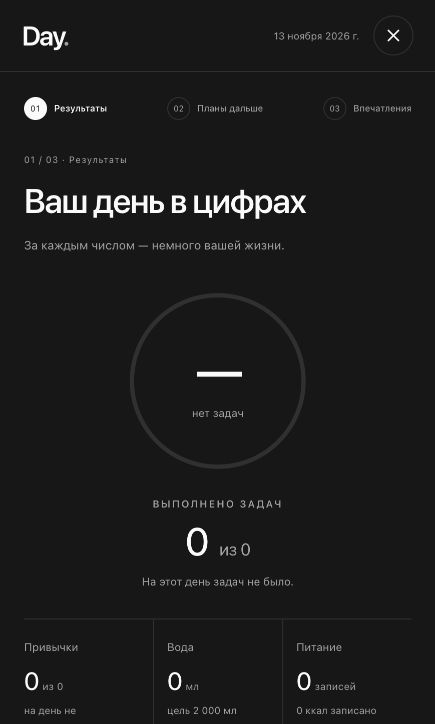 Day.
13 ноября 2026 г.
01 Результаты
02 Планы дальше
03 Впечатления
01 / 03 · Результаты
Ваш день в цифрах
За каждым числом — немного вашей жизни.
—
нет задач
ВЫПОЛНЕНО ЗАДАЧ
0 из 0
На этот день задач не было.
Привычки
0 из 0
на день не
Вода
0 мл
цель 2 000 мл
Питание
0 записей
0 ккал записано